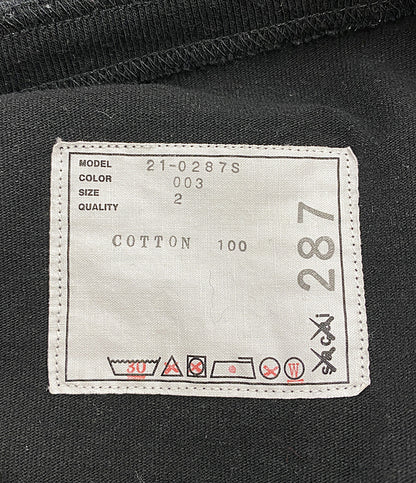 MODEL 21-0287S
COLOR 003
SIZE 2
QUALITY
COTTON 100
287
sacai
30
W